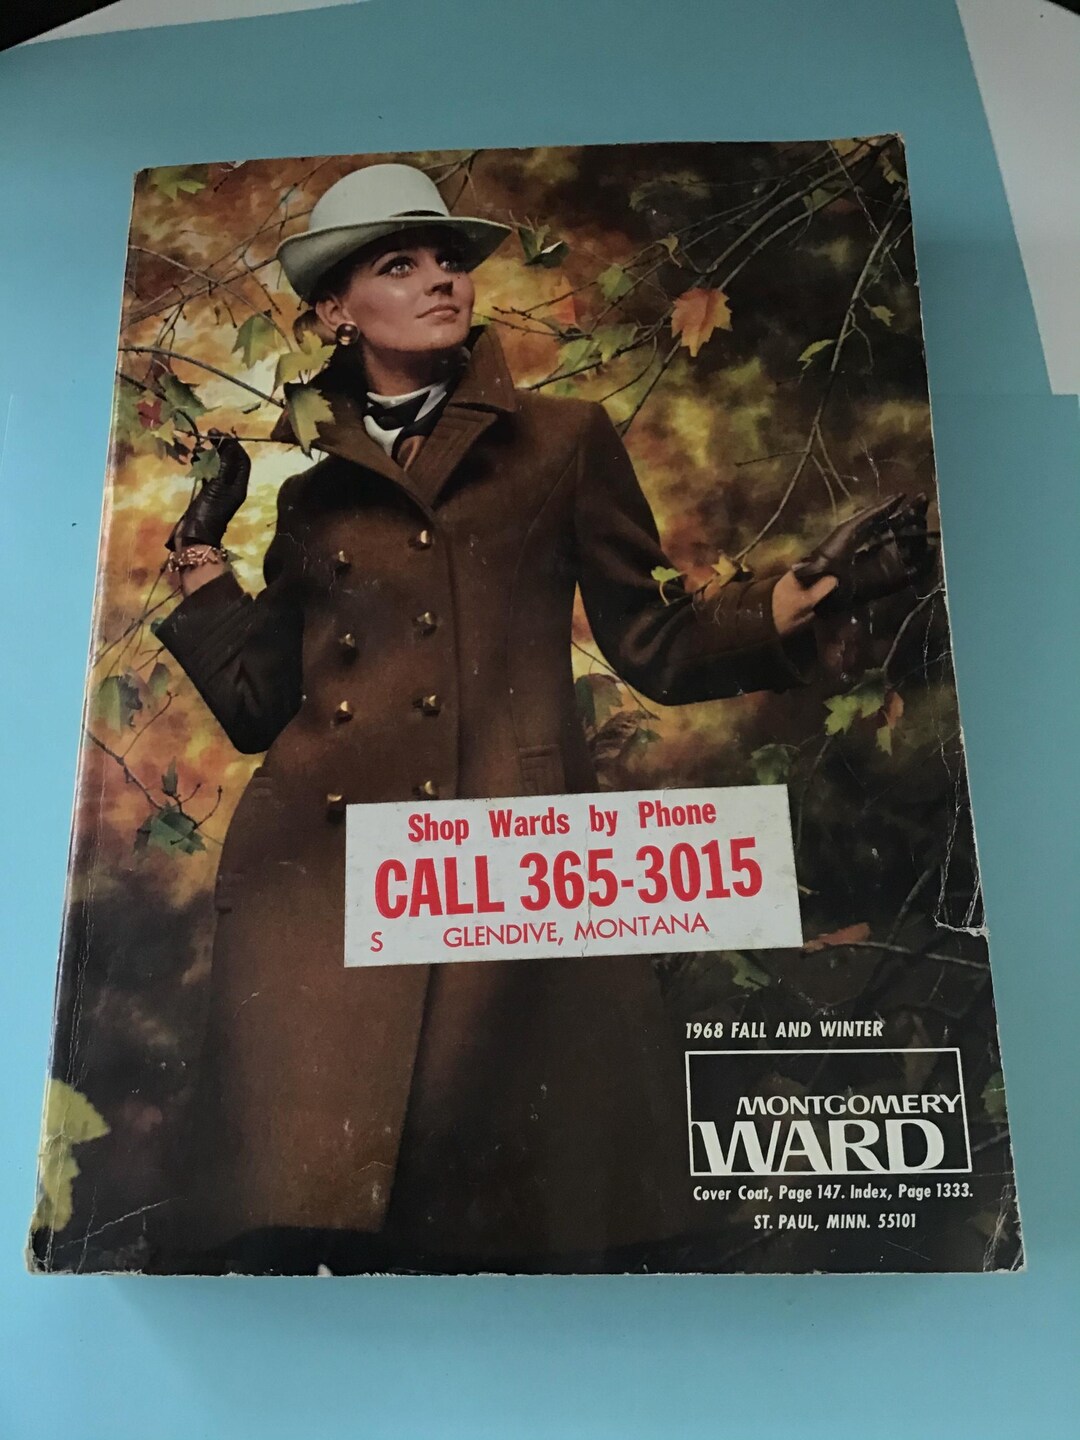 Shop Wards by Phone
CALL 365-3015
S GLENDIVE, MONTANA
1968 FALL AND WINTER
MONTGOMERY
WARD
Cover Coat, Page 147. Index, Page 1333.
ST. PAUL, MINN. 55101